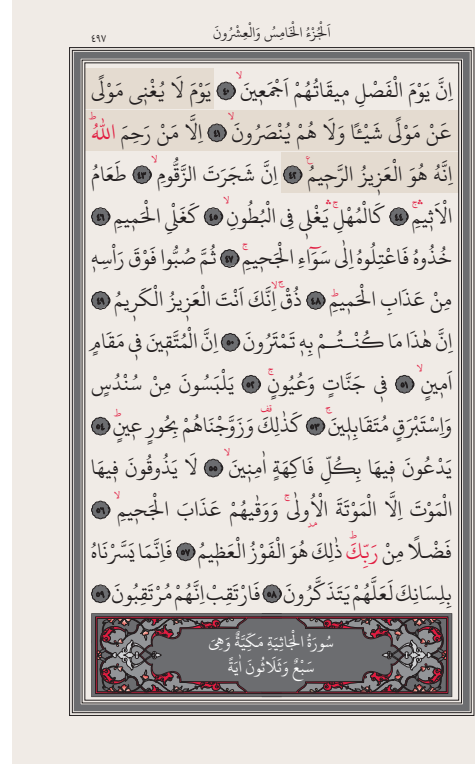 اَلْجُزْءُ الْخَامِسُ وَالْعِشْرُونَ
٤٩٧
اِنَّ يَوْمَ الْفَصْلِ م۪يقَاتُهُمْ اَجْمَع۪ينَۙ ﴿٤٠﴾ يَوْمَ لَا يُغْن۪ي مَوْلًى
عَنْ مَوْلًى شَيْـًٔا وَلَا هُمْ يُنْصَرُونَۙ ﴿٤١﴾ اِلَّا مَنْ رَحِمَ اللّٰهُۜ
اِنَّهُ هُوَ الْعَز۪يزُ الرَّح۪يمُ۟ ﴿٤٢﴾ اِنَّ شَجَرَتَ الزَّقُّومِۙ ﴿٤٣﴾ طَعَامُ
الْاَث۪يمِۚ ﴿٤٤﴾ كَالْمُهْلِۚ يَغْل۪ي فِي الْبُطُونِۙ ﴿٤٥﴾ كَغَلْيِ الْحَم۪يمِ ﴿٤٦﴾
خُذُوهُ فَاعْتِلُوهُ اِلٰى سَوَٓاءِ الْجَح۪يمِۚ ﴿٤٧﴾ ثُمَّ صُبُّوا فَوْقَ رَأْسِه۪
مِنْ عَذَابِ الْحَم۪يمِۜ ﴿٤٨﴾ ذُقْۙۚ اِنَّكَ اَنْتَ الْعَز۪يزُ الْكَر۪يمُ ﴿٤٩﴾
اِنَّ هٰذَا مَا كُنْتُمْ بِه۪ تَمْتَرُونَ ﴿٥٠﴾ اِنَّ الْمُتَّق۪ينَ ف۪ي مَقَامٍ
اَم۪ينٍۙ ﴿٥١﴾ ف۪ي جَنَّاتٍ وَعُيُونٍۚ ﴿٥٢﴾ يَلْبَسُونَ مِنْ سُنْدُسٍ
وَاِسْتَبْرَقٍ مُتَقَابِل۪ينَۚ ﴿٥٣﴾ كَذٰلِكَ۠ وَزَوَّجْنَاهُمْ بِحُورٍ ع۪ينٍۜ ﴿٥٤﴾
يَدْعُونَ ف۪يهَا بِكُلِّ فَاكِهَةٍ اٰمِن۪ينَۙ ﴿٥٥﴾ لَا يَذُوقُونَ ف۪يهَا
الْمَوْتَ اِلَّا الْمَوْتَةَ الْاُو۫لٰىۚ وَوَقٰيهُمْ عَذَابَ الْجَح۪يمِۙ ﴿٥٦﴾
فَضْلًا مِنْ رَبِّكَۜ ذٰلِكَ هُوَ الْفَوْزُ الْعَظ۪يمُ ﴿٥٧﴾ فَاِنَّمَا يَسَّرْنَاهُ
بِلِسَانِكَ لَعَلَّهُمْ يَتَذَكَّرُونَ ﴿٥٨﴾ فَارْتَقِبْ اِنَّهُمْ مُرْتَقِبُونَ ﴿٥٩﴾
سُورَةُ الْجَاثِيَةِ مَكِّيَّةٌ وَهِيَ
سَبْعٌ وَثَلَاثُونَ اٰيَةً